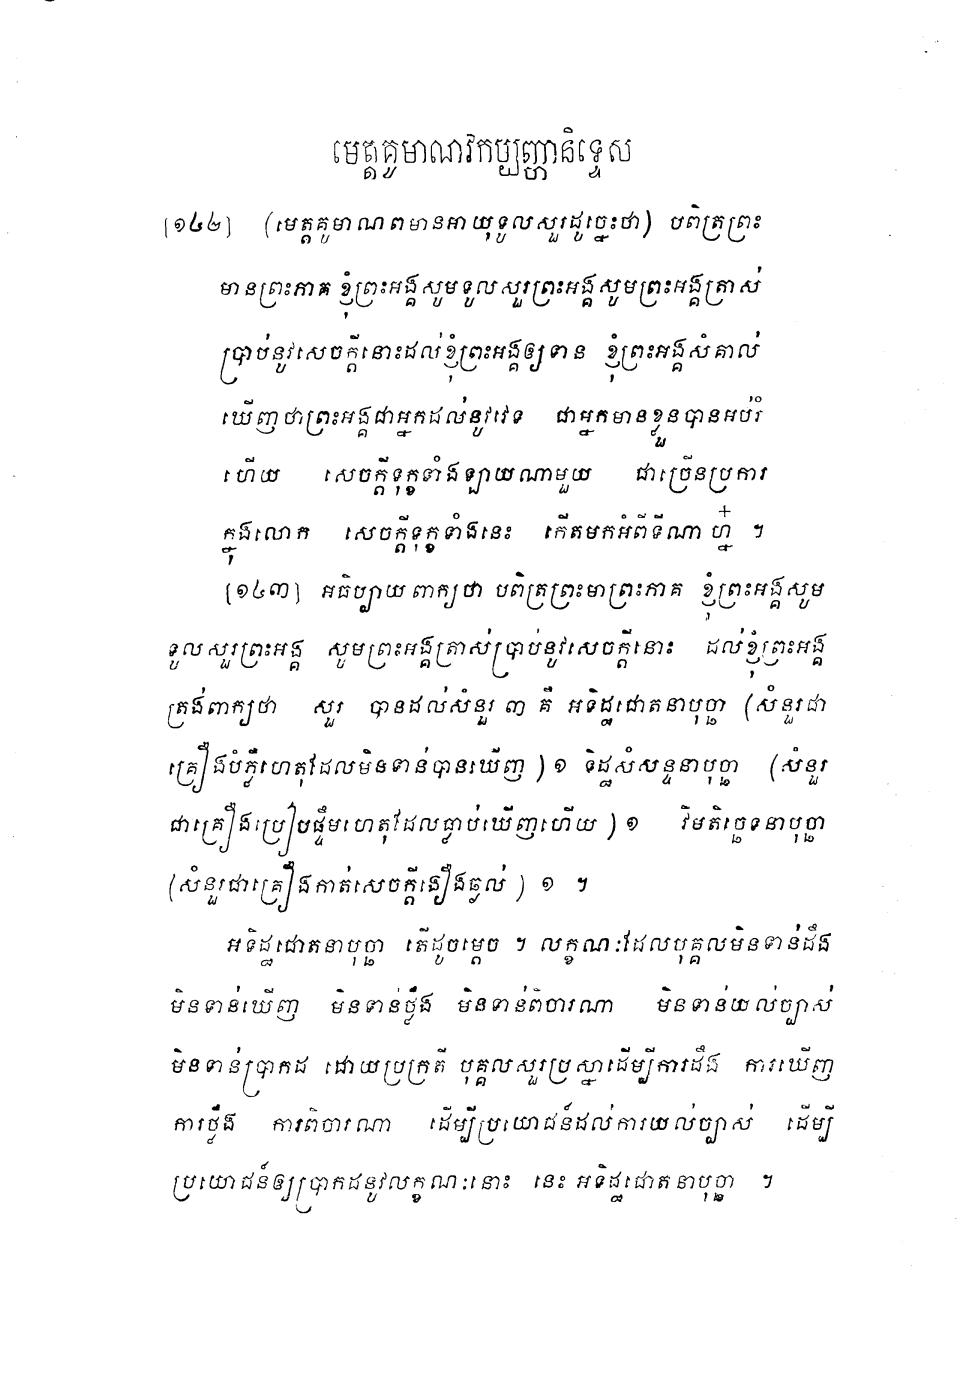 មេត្តគូមាណវិកប្បញ្ហានិទ្ទេស
[១៤២] (មេត្តគូមាណពមានអាយុទូលសួរដូច្នេះថា) បពិត្រព្រះ
មានព្រះភាគ ខ្ញុំព្រះអង្គសូមទូលសួរព្រះអង្គសូមព្រះអង្គត្រាស់
ប្រាប់នូវសេចក្តីនោះដល់ខ្ញុំព្រះអង្គឲ្យទាន ខ្ញុំព្រះអង្គសំគាល់
ឃើញថាព្រះអង្គជាអ្នកដល់នូវវេទ ជាអ្នកមានខ្លួនបានអប់រំ
ហើយ សេចក្តីទុក្ខទាំងឡាយណាមួយ ជាច្រើនប្រការ
ក្នុងលោក សេចក្តីទុក្ខទាំងនេះ កើតមកអំពីទីណាហ្ន៎ ។
[១៤៣] អធិប្បាយពាក្យថា បពិត្រព្រះមាព្រះភាគ ខ្ញុំព្រះអង្គសូម
ទូលសួរព្រះអង្គ សូមព្រះអង្គត្រាស់ប្រាប់នូវសេចក្តីនោះ ដល់ខ្ញុំព្រះអង្គ
ត្រង់ពាក្យថា សួរ បានដល់សំនួរ ៣ គឺ អទិដ្ឋជោតនាបុច្ឆា (សំនួរជា
គ្រឿងបំភ្លឺហេតុដែលមិនទាន់បានឃើញ ) ១ ទិដ្ឋសំសន្ទនាបុច្ឆា (សំនួរ
ជាគ្រឿងប្រៀបផ្ទឹមហេតុដែលធ្លាប់ឃើញហើយ ) ១ វិមតិច្ឆេទនាបុច្ឆា
(សំនួរជាគ្រឿងកាត់សេចក្តីងឿងឆ្ងល់ ) ១ ។
អទិដ្ឋជោតនាបុច្ឆា តើដូចម្តេច ។ លក្ខណៈដែលបុគ្គលមិនទាន់ដឹង
មិនទាន់ឃើញ មិនទាន់ថ្លឹង មិនទាន់ពិចារណា មិនទាន់យល់ច្បាស់
មិនទាន់ប្រាកដ ដោយប្រក្រតី បុគ្គលសួរប្រស្នាដើម្បីការដឹង ការឃើញ
ការថ្លឹង ការពិចារណា ដើម្បីប្រយោជន៍ដល់ការយល់ច្បាស់ ដើម្បី
ប្រយោជន៍ឲ្យប្រាកដនូវលក្ខណៈនោះ នេះ អទិដ្ឋជោតនាបុច្ឆា ។